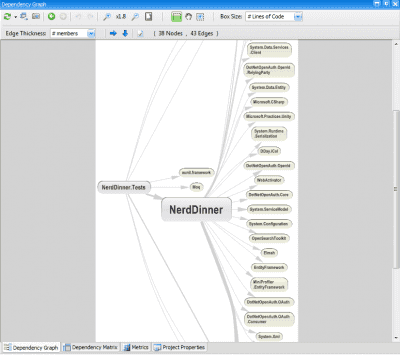 Dependency Graph
x1.8
Box Size: # Lines of Code
Edge Thickness: # members
( 38 Nodes , 43 Edges )
System.Data.Services
.Client
DotNetOpenAuth.OpenId
.RelyingParty
System.Data.Entity
Microsoft.CSharp
Microsoft.Practices.Unity
System.Runtime
.Serialization
DDay.iCal
nunit.framework
DotNetOpenAuth.OpenId
NerdDinner.Tests
Moq
WebActivator
DotNetOpenAuth.Core
NerdDinner
System.ServiceModel
System.Configuration
OpenSearchToolkit
Elmah
EntityFramework
MiniProfiler
.EntityFramework
DotNetOpenAuth.OAuth
DotNetOpenAuth.OAuth
.Consumer
System.Xml
Dependency Graph
Dependency Matrix
Metrics
Project Properties